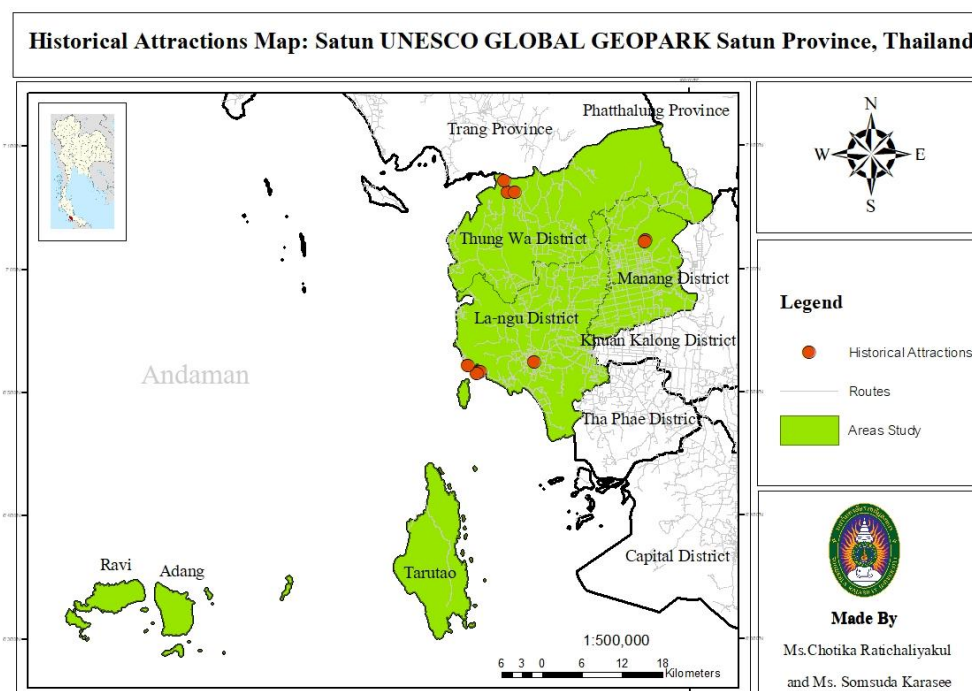 Historical Attractions Map: Satun UNESCO GLOBAL GEOPARK Satun Province, Thailand
Phatthalung Province
Trang Province
Thung Wa District
Manang District
La-ngu District
Khuan Kalong District
Andaman
Tha Phae District
Capital District
Tarutao
Ravi
Adang
1:500,000
6 3 0 6 12 18
Kilometers
N
W E
S
Legend
Historical Attractions
Routes
Areas Study
Made By
Ms.Chotika Ratichaliyakul
and Ms. Somsuda Karasee